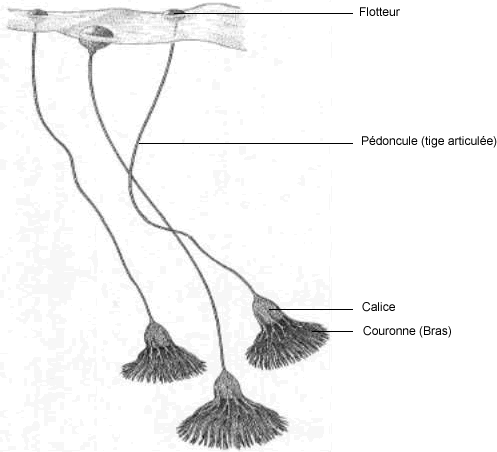 Flotteur
Pédoncule (tige articulée)
Calice
Couronne (Bras)